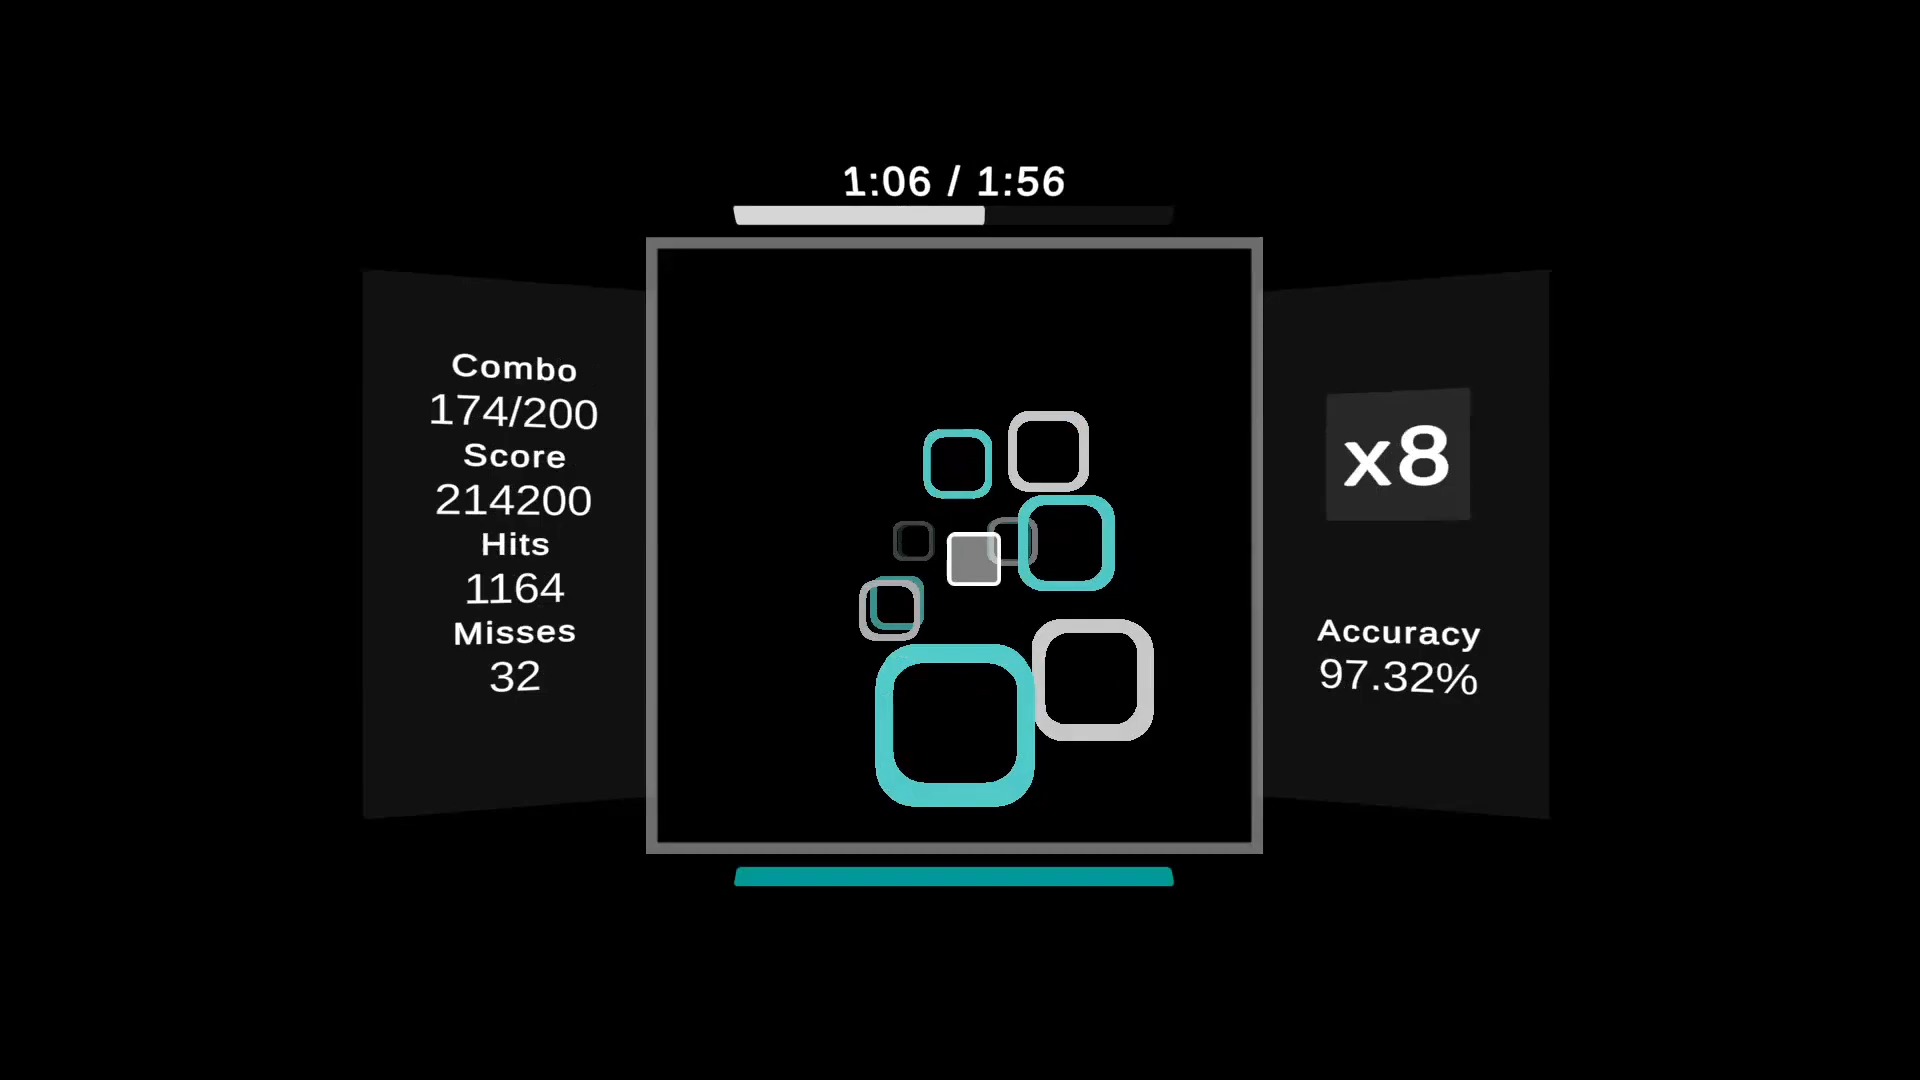 1:06 / 1:56
Combo
174/200
Score
214200
Hits
1164
Misses
32
x8
Accuracy
97.32%